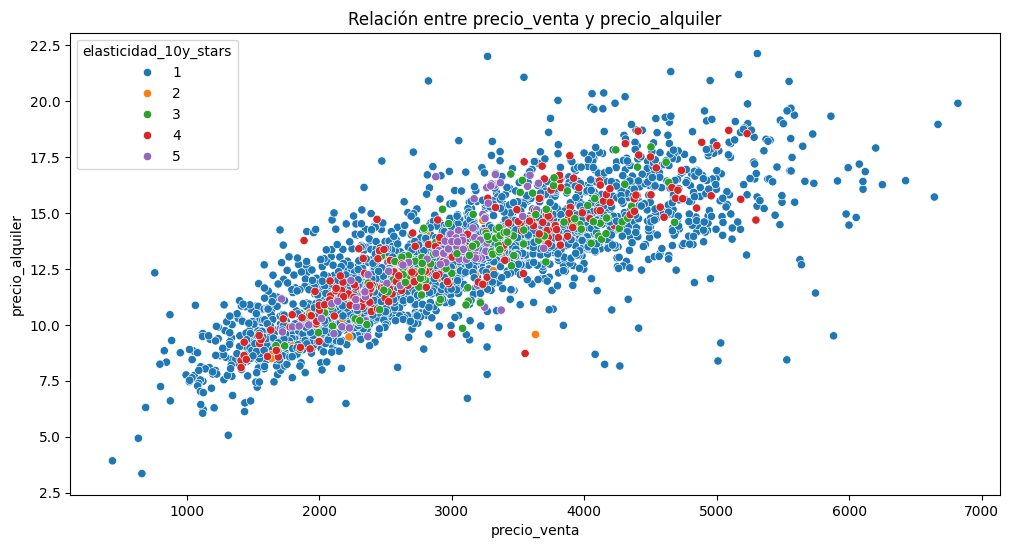 Relación entre precio_venta y precio_alquiler
elasticidad_10y_stars
1
2
3
4
5
22.5
20.0
17.5
15.0
12.5
10.0
7.5
5.0
2.5
precio_alquiler
1000 2000 3000 4000 5000 6000 7000
precio_venta